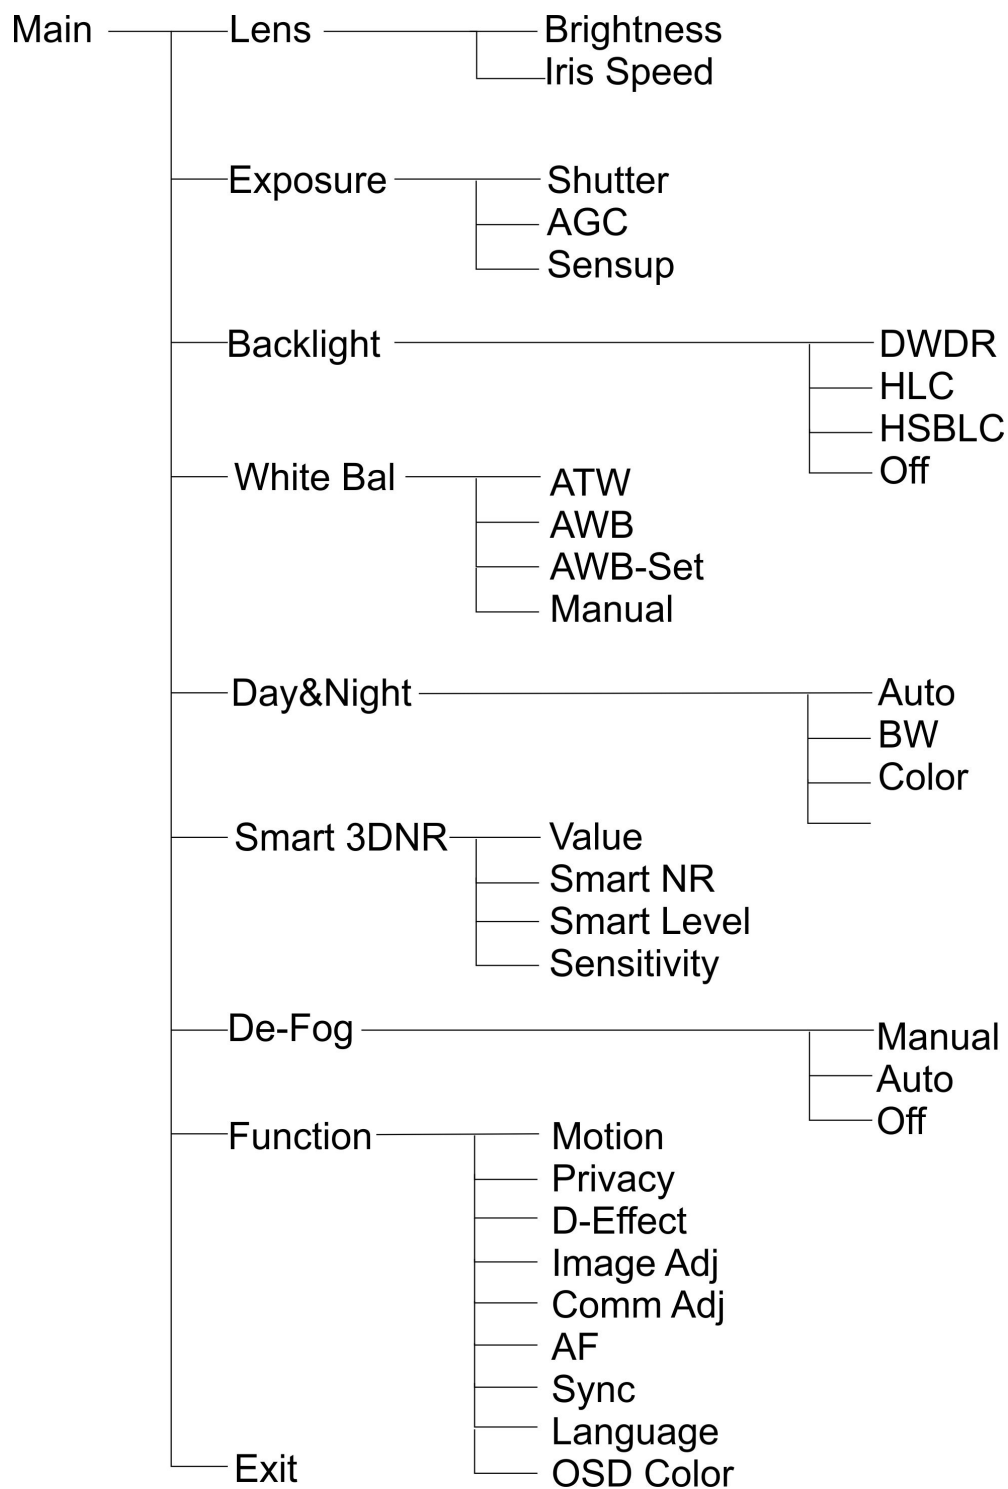 Main
Lens
Brightness
Iris Speed
Exposure
Shutter
AGC
Sensup
Backlight
DWDR
HLC
HSBLC
Off
White Bal
ATW
AWB
AWB-Set
Manual
Day&Night
Auto
BW
Color
Smart 3DNR
Value
Smart NR
Smart Level
Sensitivity
De-Fog
Manual
Auto
Off
Function
Motion
Privacy
D-Effect
Image Adj
Comm Adj
AF
Sync
Language
OSD Color
Exit